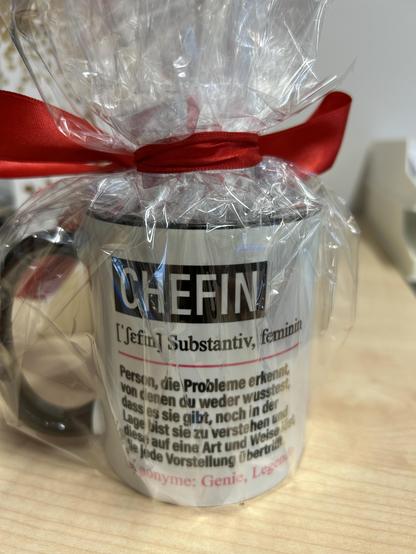 CHEFIN
['ʃefin] Substantiv, feminin
Person, die Probleme erkennt,
von denen du weder wusstest,
dass es sie gibt, noch in der
Lage bist sie zu verstehen und
diese auf eine Art und Weise löst,
die jede Vorstellung übertrifft.
Synonyme: Genie, Legende